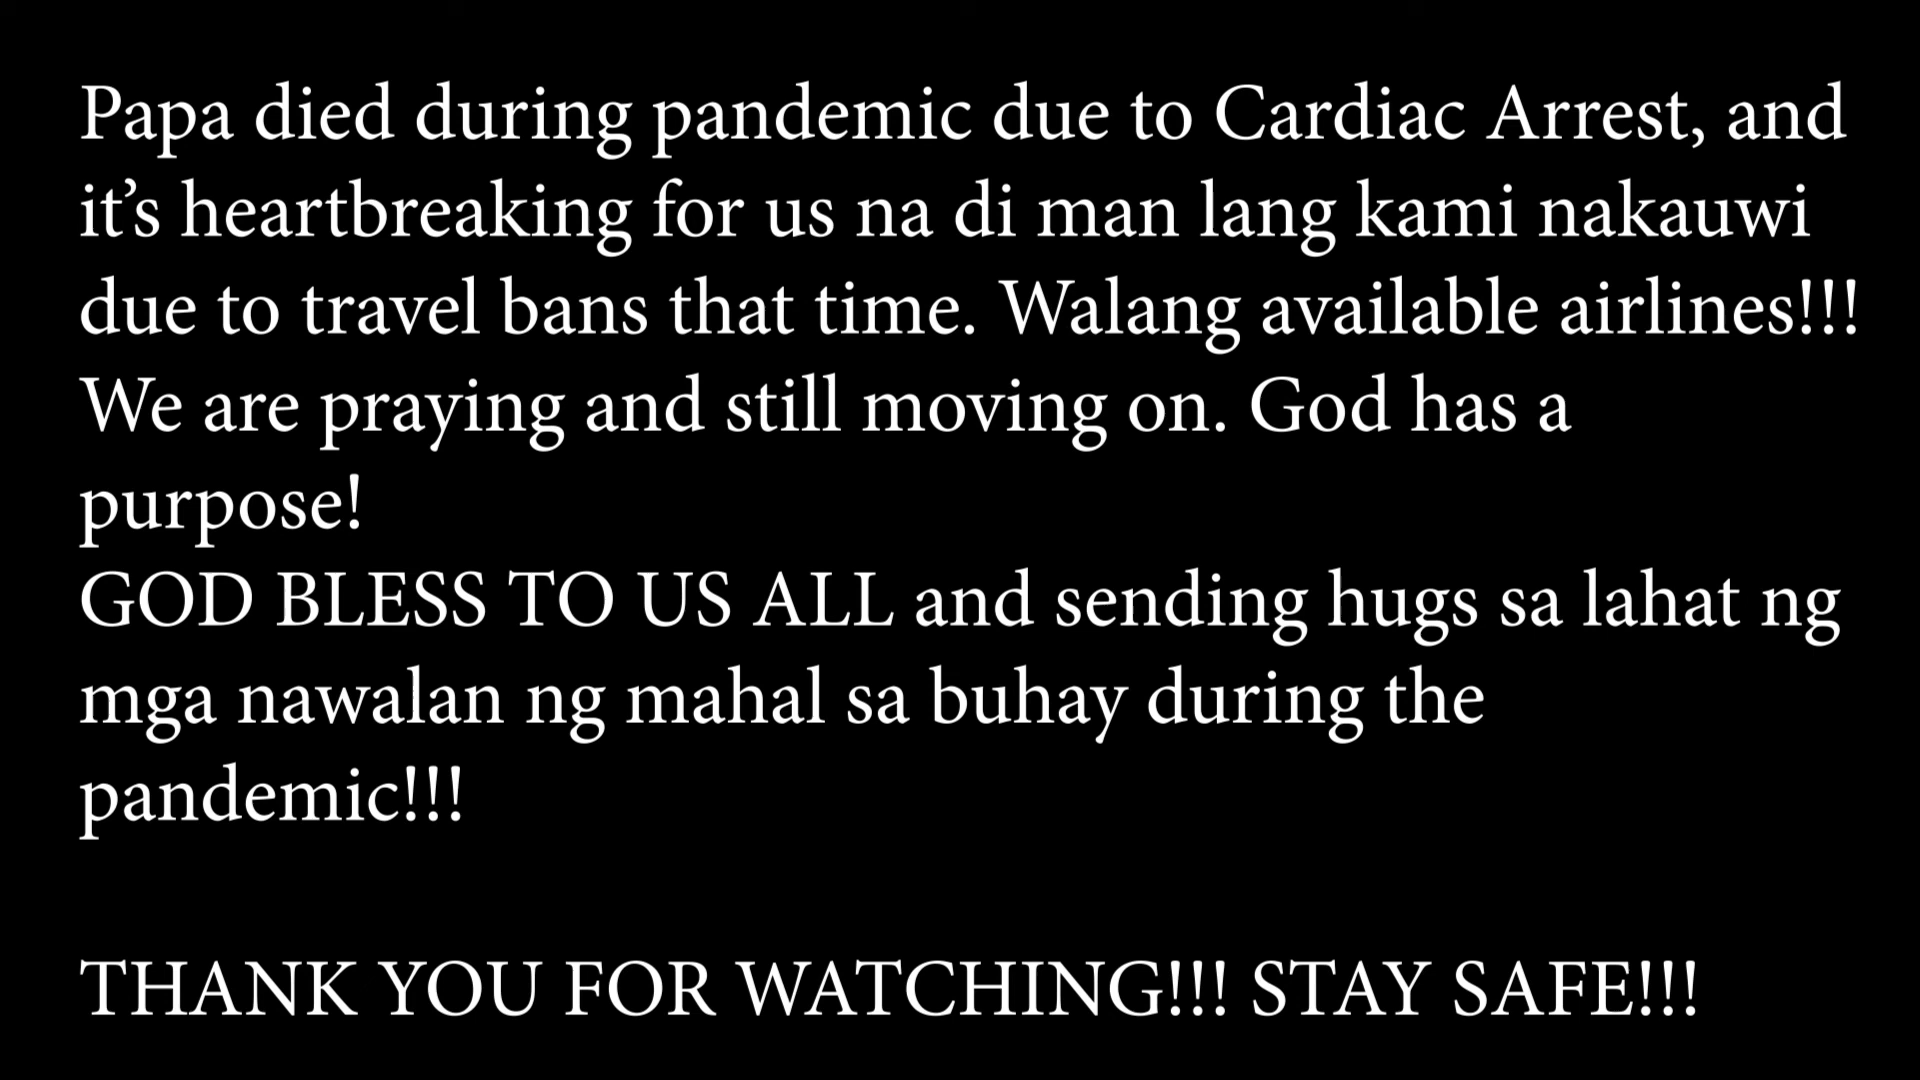 Papa died during pandemic due to Cardiac Arrest, and
it’s heartbreaking for us na di man lang kami nakauwi
due to travel bans that time. Walang available airlines!!!
We are praying and still moving on. God has a
purpose!
GOD BLESS TO US ALL and sending hugs sa lahat ng
mga nawalan ng mahal sa buhay during the
pandemic!!!
THANK YOU FOR WATCHING!!! STAY SAFE!!!